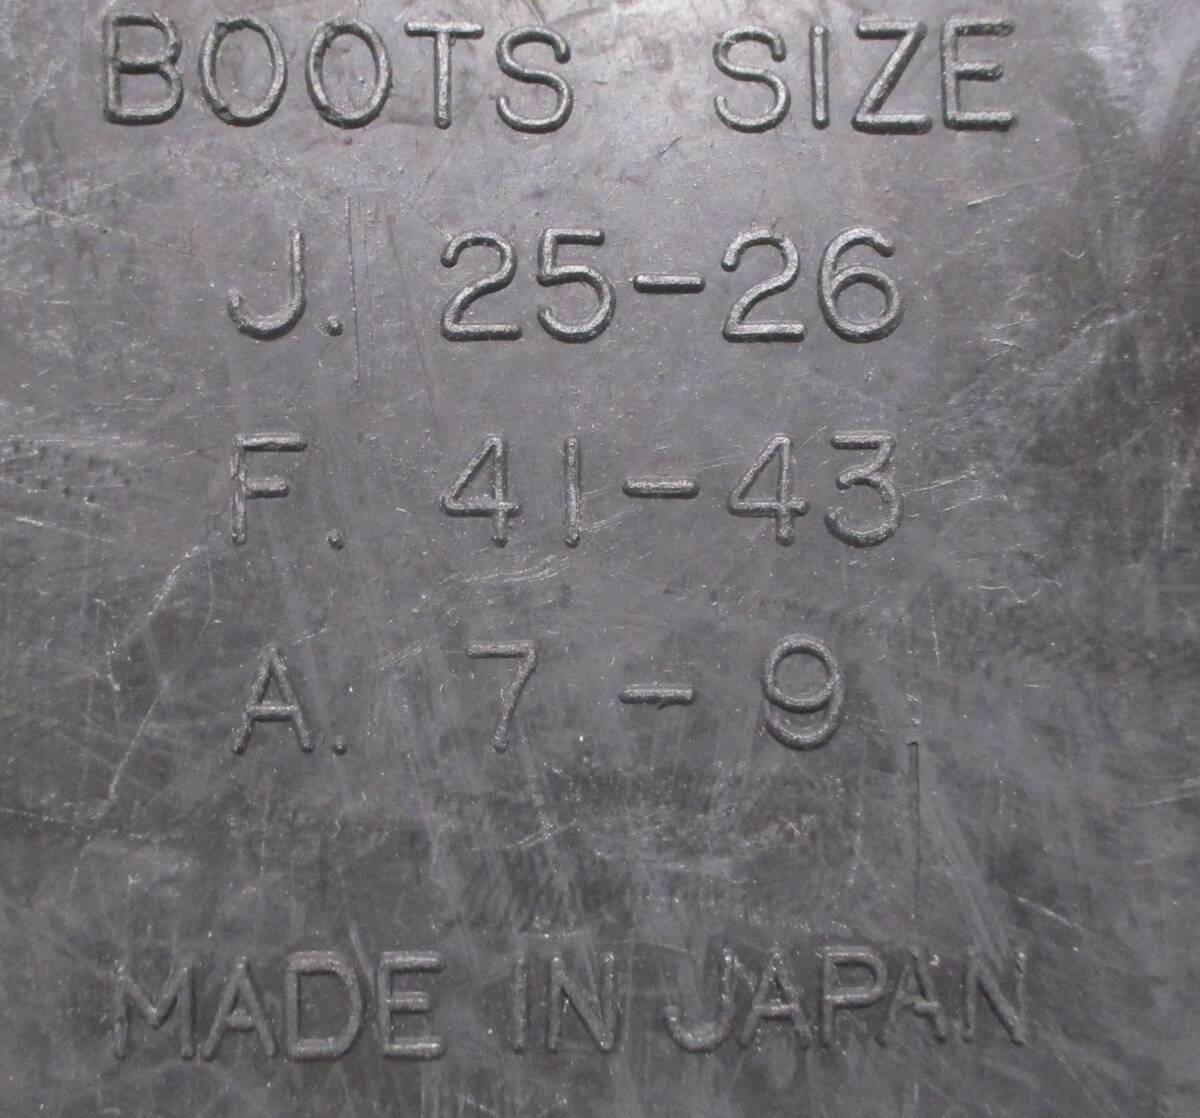 BOOTS SIZE
J. 25-26
F. 41-43
A. 7-9
MADE IN JAPAN